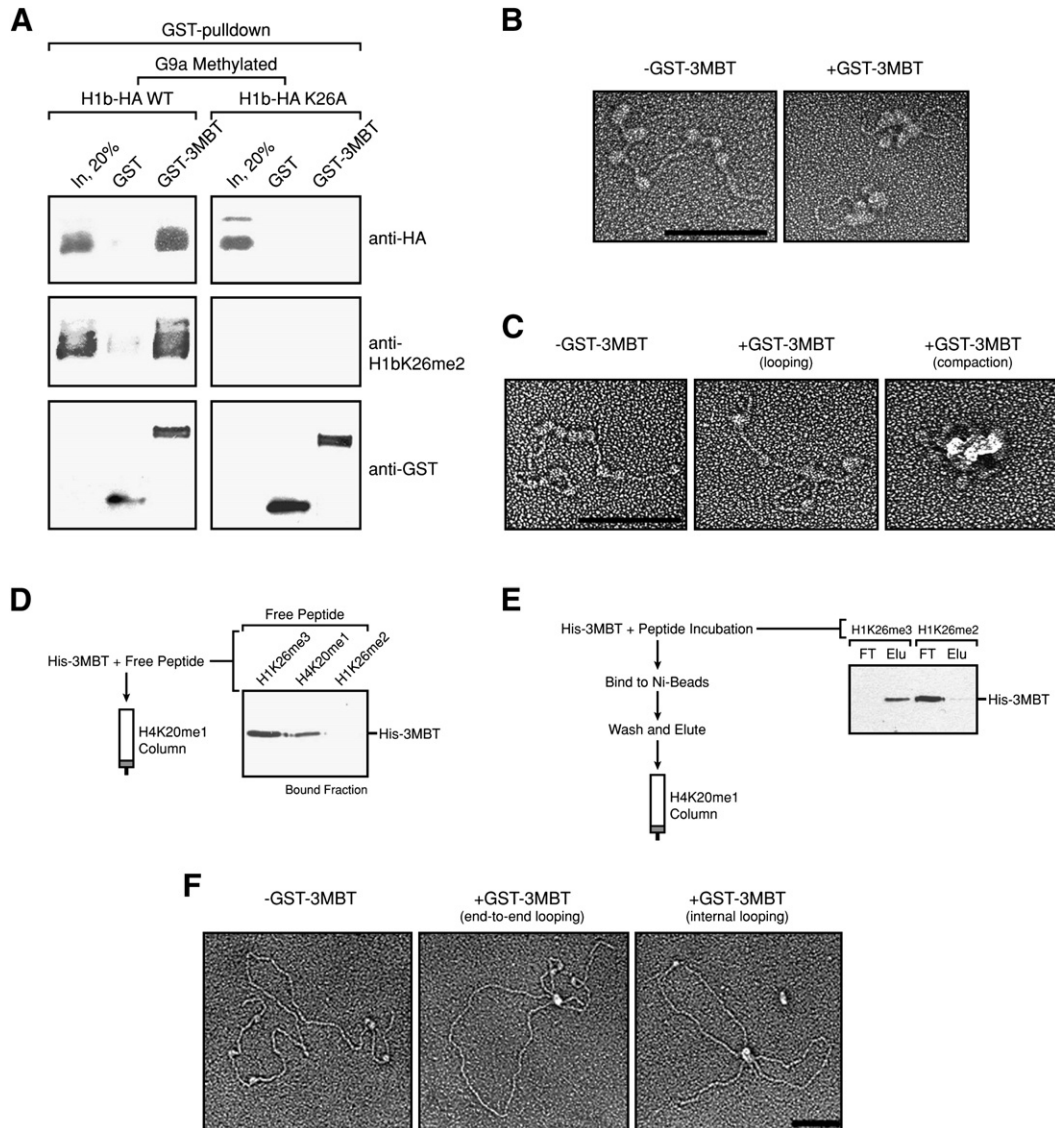 A
GST-pulldown
G9a Methylated
H1b-HA WT
H1b-HA K26A
In, 20%
GST
GST-3MBT
In, 20%
GST
GST-3MBT
anti-HA
anti-
H1bK26me2
anti-GST
B
-GST-3MBT
+GST-3MBT
C
-GST-3MBT
+GST-3MBT
(looping)
+GST-3MBT
(compaction)
D
Free Peptide
H1K26me3
H4K20me1
H1K26me2
His-3MBT + Free Peptide
H4K20me1
Column
His-3MBT
Bound Fraction
E
His-3MBT + Peptide Incubation
Bind to Ni-Beads
Wash and Elute
H4K20me1
Column
H1K26me3 H1K26me2
FT Elu FT Elu
His-3MBT
F
-GST-3MBT
+GST-3MBT
(end-to-end looping)
+GST-3MBT
(internal looping)